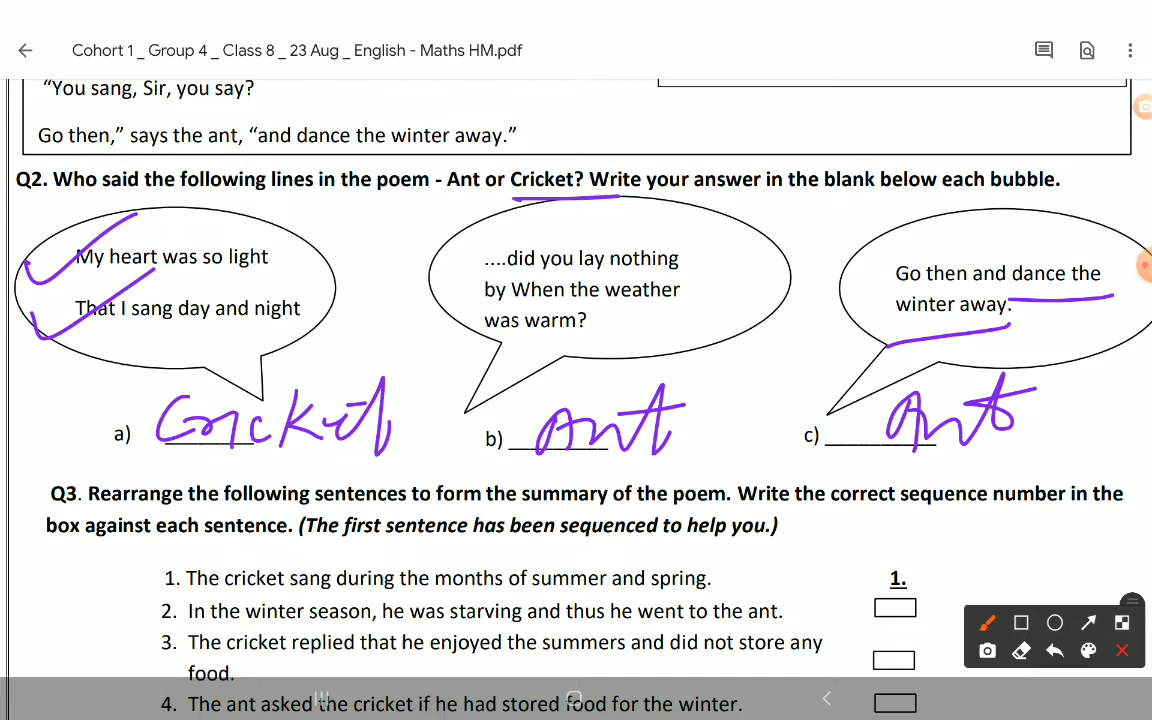 Cohort 1 _ Group 4 _ Class 8 _ 23 Aug _ English - Maths HM.pdf
“You sang, Sir, you say?
Go then,” says the ant, “and dance the winter away.”
Q2. Who said the following lines in the poem - Ant or Cricket? Write your answer in the blank below each bubble.
My heart was so light
That I sang day and night
....did you lay nothing
by When the weather
was warm?
Go then and dance the
winter away.
a) Cricket
b) Ant
c) Ant
Q3. Rearrange the following sentences to form the summary of the poem. Write the correct sequence number in the
box against each sentence. (The first sentence has been sequenced to help you.)
1. The cricket sang during the months of summer and spring. 1.
2. In the winter season, he was starving and thus he went to the ant.
3. The cricket replied that he enjoyed the summers and did not store any
food.
4. The ant asked the cricket if he had stored food for the winter.